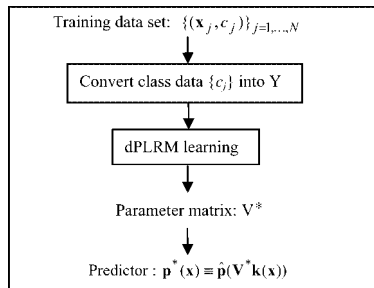 Training data set: {(x_j, c_j)}_{j=1,…,N}
Convert class data {c_j} into Y
dPLRM learning
Parameter matrix: V*
Predictor : p*(x) ≡ p̂(V*k(x))